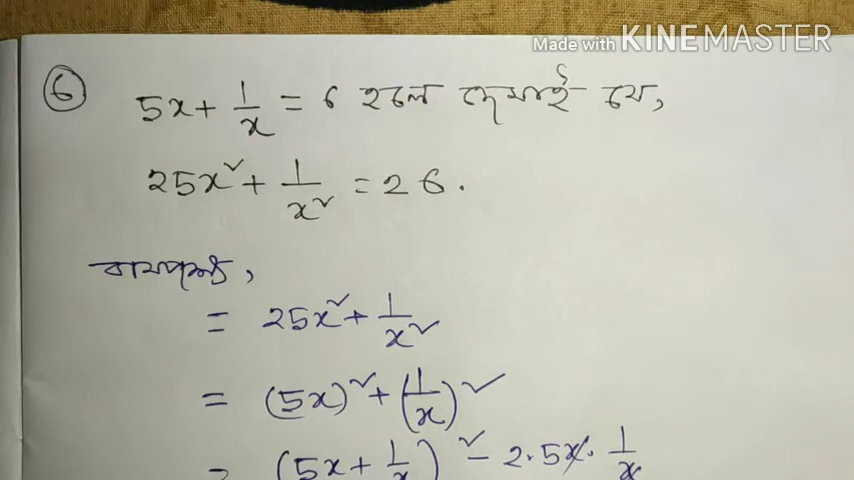 Made with KINEMASTER
⑥ 5x + 1/x = 6 হলে দেখাই যে,
25x² + 1/x² = 26.
বামপক্ষ,
= 25x² + 1/x²
= (5x)² + (1/x)²
= (5x + 1/x)² - 2.5x.1/x